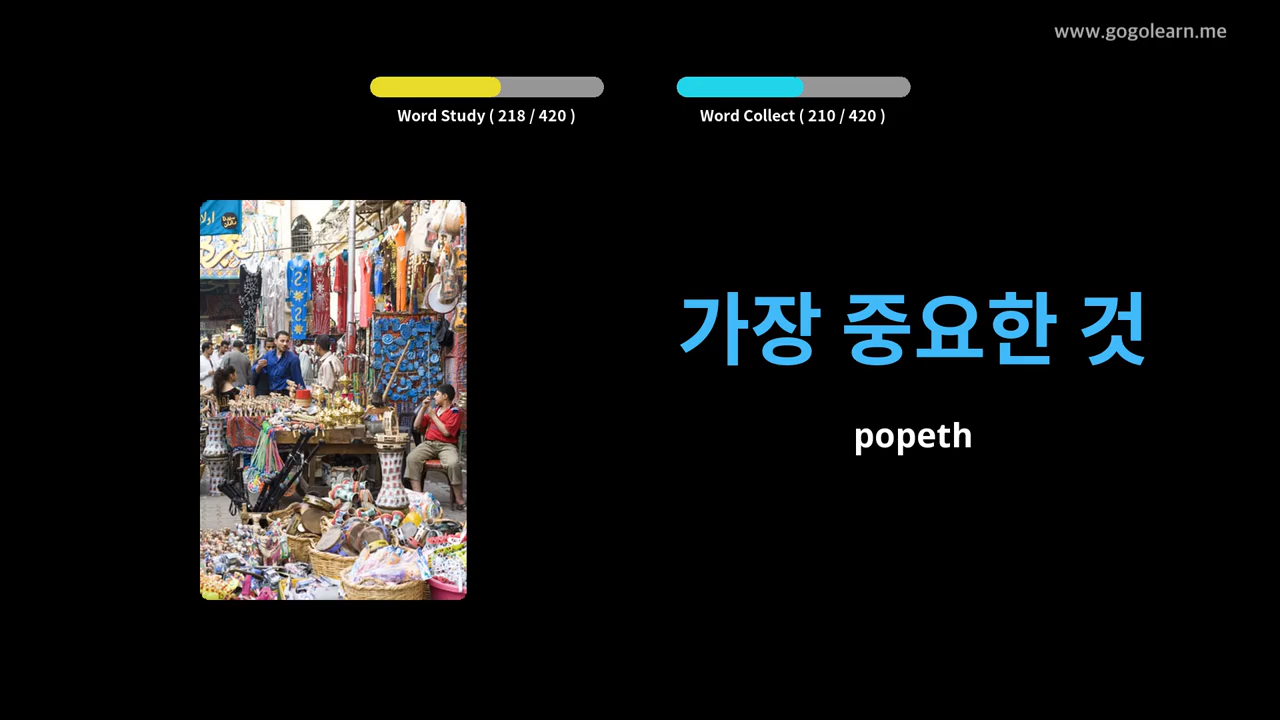 www.gogolearn.me
Word Study ( 218 / 420 )
Word Collect ( 210 / 420 )
가장 중요한 것
popeth